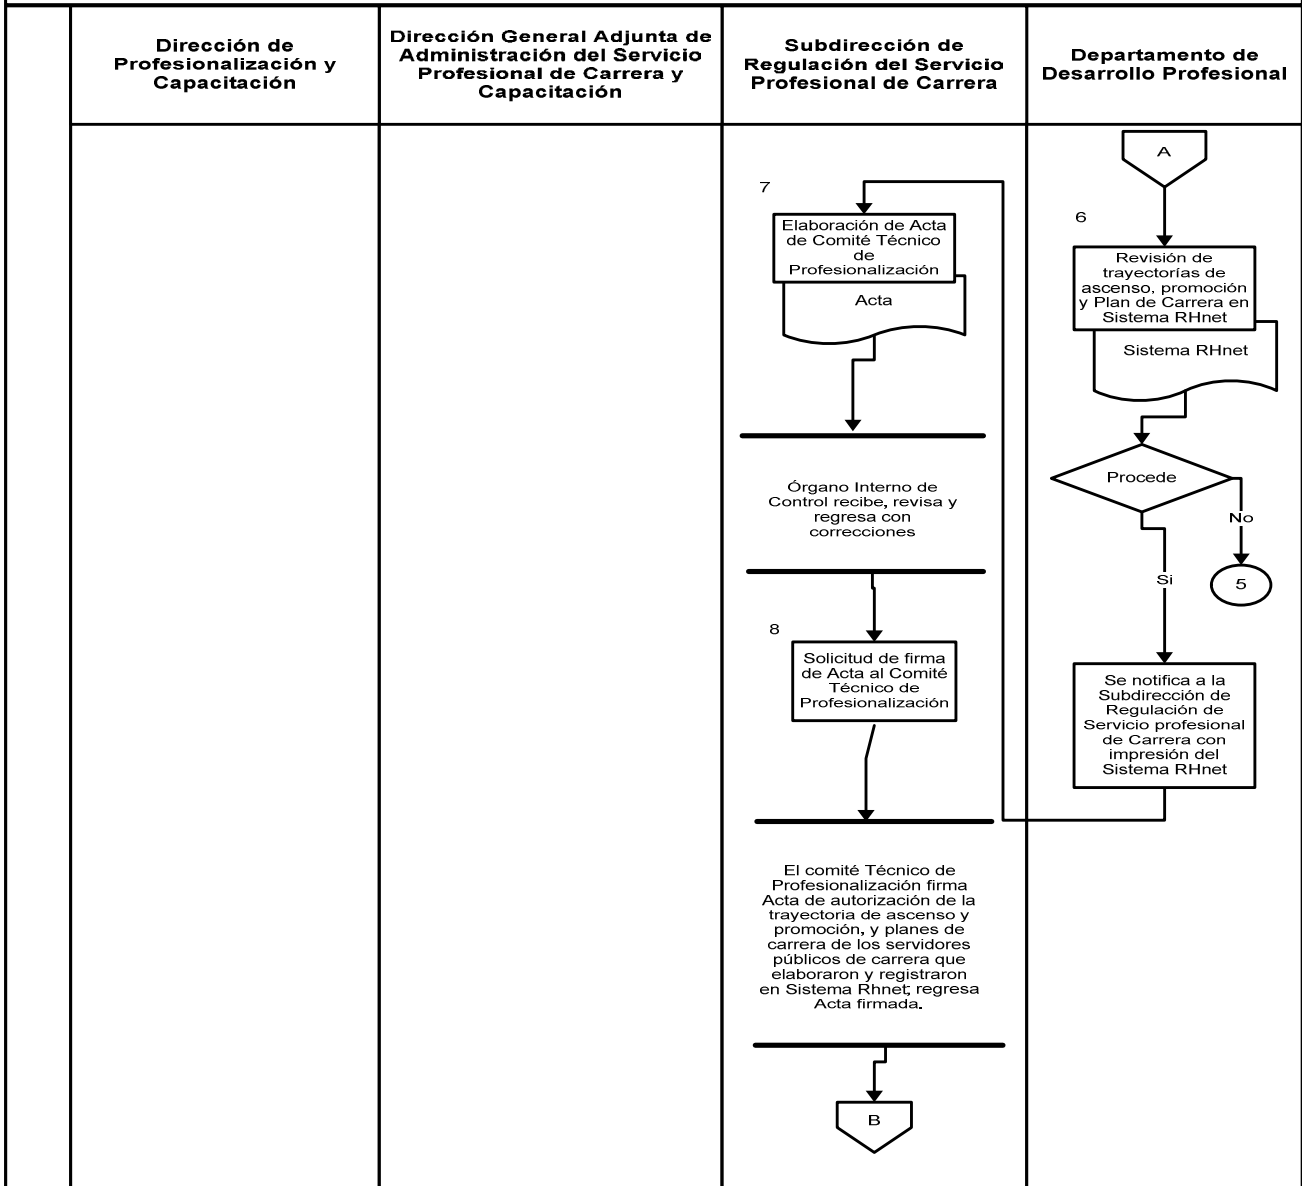 Dirección de
Profesionalización y
Capacitación
Dirección General Adjunta de
Administración del Servicio
Profesional de Carrera y
Capacitación
Subdirección de
Regulación del Servicio
Profesional de Carrera
Departamento de
Desarrollo Profesional
A
6
Revisión de
trayectorías de
ascenso, promoción
y Plan de Carrera en
Sistema RHnet
Sistema RHnet
Procede
No
5
Si
Se notifica a la
Subdirección de
Regulación de
Servicio profesional
de Carrera con
impresión del
Sistema RHnet
7
Elaboración de Acta
de Comité Técnico
de
Profesionalización
Acta
Órgano Interno de
Control recibe, revisa y
regresa con
correcciones
8
Solicitud de firma
de Acta al Comité
Técnico de
Profesionalización
El comité Técnico de
Profesionalización firma
Acta de autorización de la
trayectoria de ascenso y
promoción, y planes de
carrera de los servidores
públicos de carrera que
elaboraron y registraron
en Sistema Rhnet; regresa
Acta firmada.
B